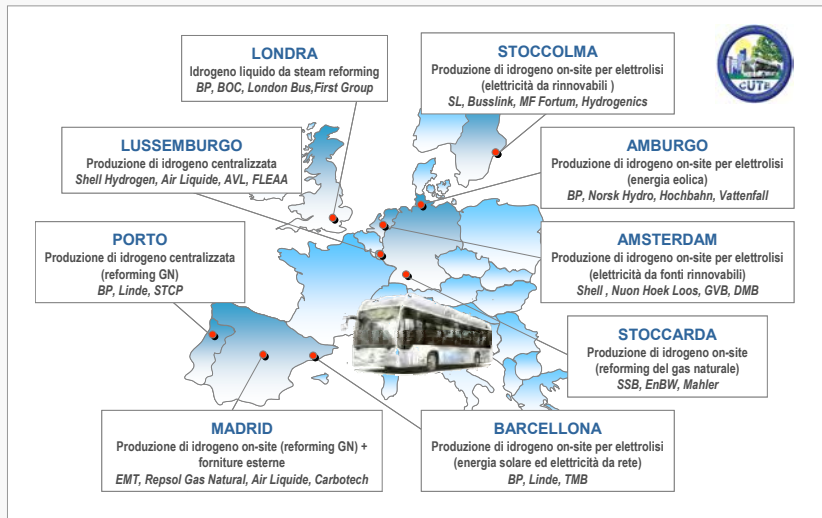 LONDRA
Idrogeno liquido da steam reforming
BP, BOC, London Bus,First Group
STOCCOLMA
Produzione di idrogeno on-site per elettrolisi
(elettricità da rinnovabili )
SL, Busslink, MF Fortum, Hydrogenics
CUTE
LUSSEMBURGO
Produzione di idrogeno centralizzata
Shell Hydrogen, Air Liquide, AVL, FLEAA
AMBURGO
Produzione di idrogeno on-site per elettrolisi
(energia eolica)
BP, Norsk Hydro, Hochbahn, Vattenfall
PORTO
Produzione di idrogeno centralizzata
(reforming GN)
BP, Linde, STCP
AMSTERDAM
Produzione di idrogeno on-site per elettrolisi
(elettricità da fonti rinnovabili)
Shell , Nuon Hoek Loos, GVB, DMB
STOCCARDA
Produzione di idrogeno on-site
(reforming del gas naturale)
SSB, EnBW, Mahler
MADRID
Produzione di idrogeno on-site (reforming GN) +
forniture esterne
EMT, Repsol Gas Natural, Air Liquide, Carbotech
BARCELLONA
Produzione di idrogeno on-site per elettrolisi
(energia solare ed elettricità da rete)
BP, Linde, TMB